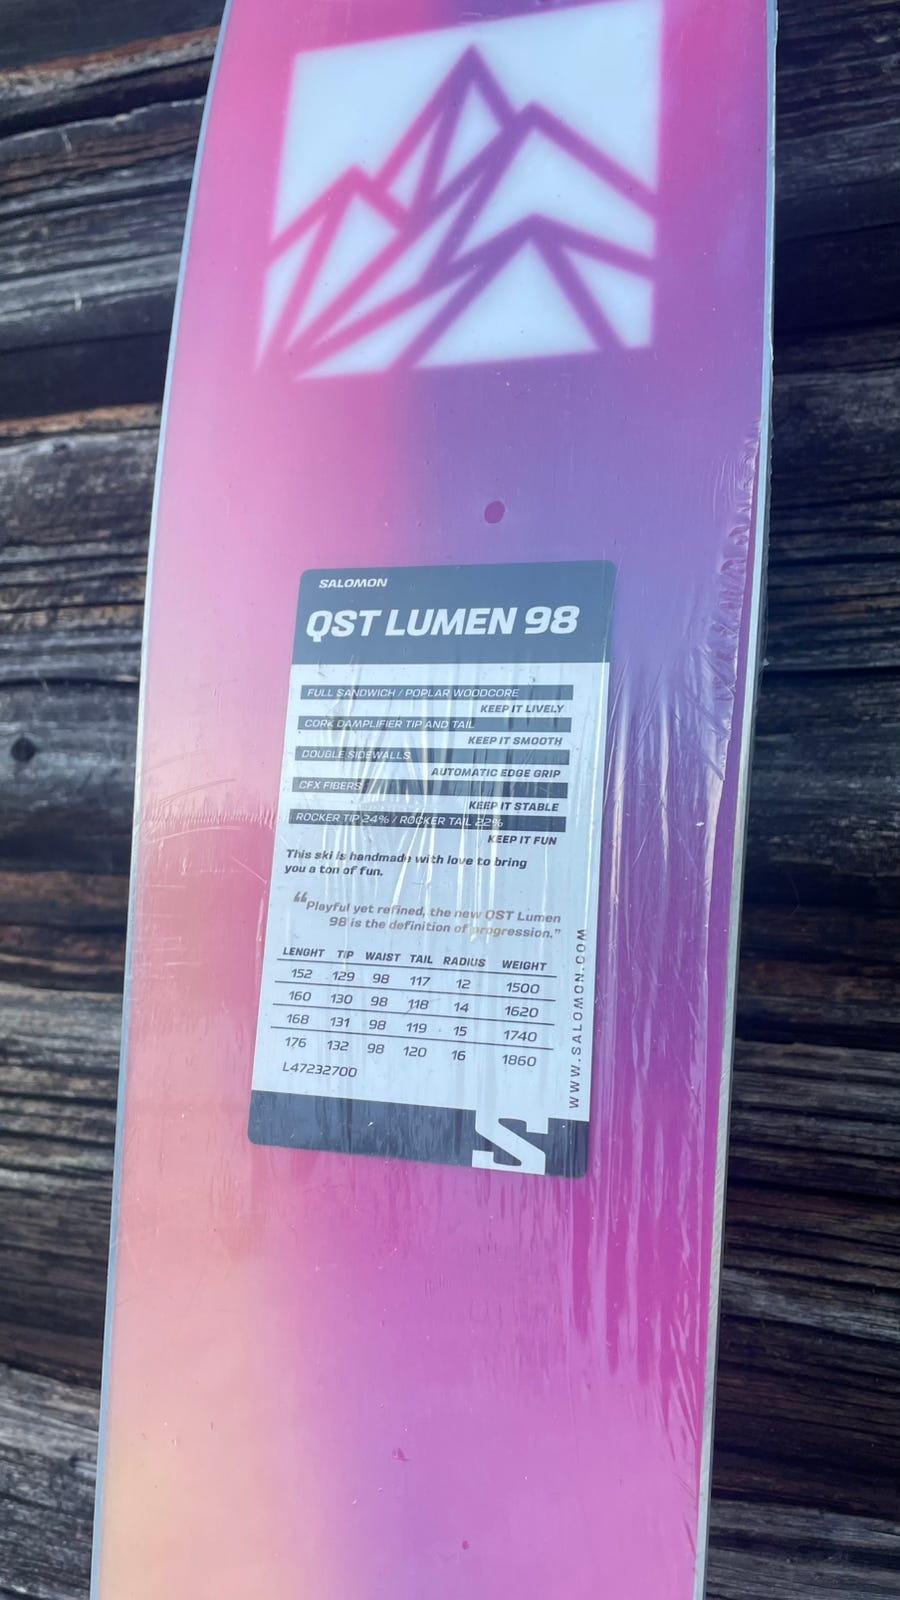 SALOMON
QST LUMEN 98
FULL SANDWICH / POPLAR WOODCORE
KEEP IT LIVELY
CORK DAMPLIFIER TIP AND TAIL
KEEP IT SMOOTH
DOUBLE SIDEWALLS
AUTOMATIC EDGE GRIP
CFX FIBERS
KEEP IT STABLE
ROCKER TIP 24% / ROCKER TAIL 22%
KEEP IT FUN
This ski is handmade with love to bring
you a ton of fun.
“Playful yet refined, the new QST Lumen
98 is the definition of progression.”
LENGHT TIP WAIST TAIL RADIUS WEIGHT
152 129 98 117 12 1500
160 130 98 118 14 1620
168 131 98 119 15 1740
176 132 98 120 16 1860
L47232700
WWW.SALOMON.COM
S